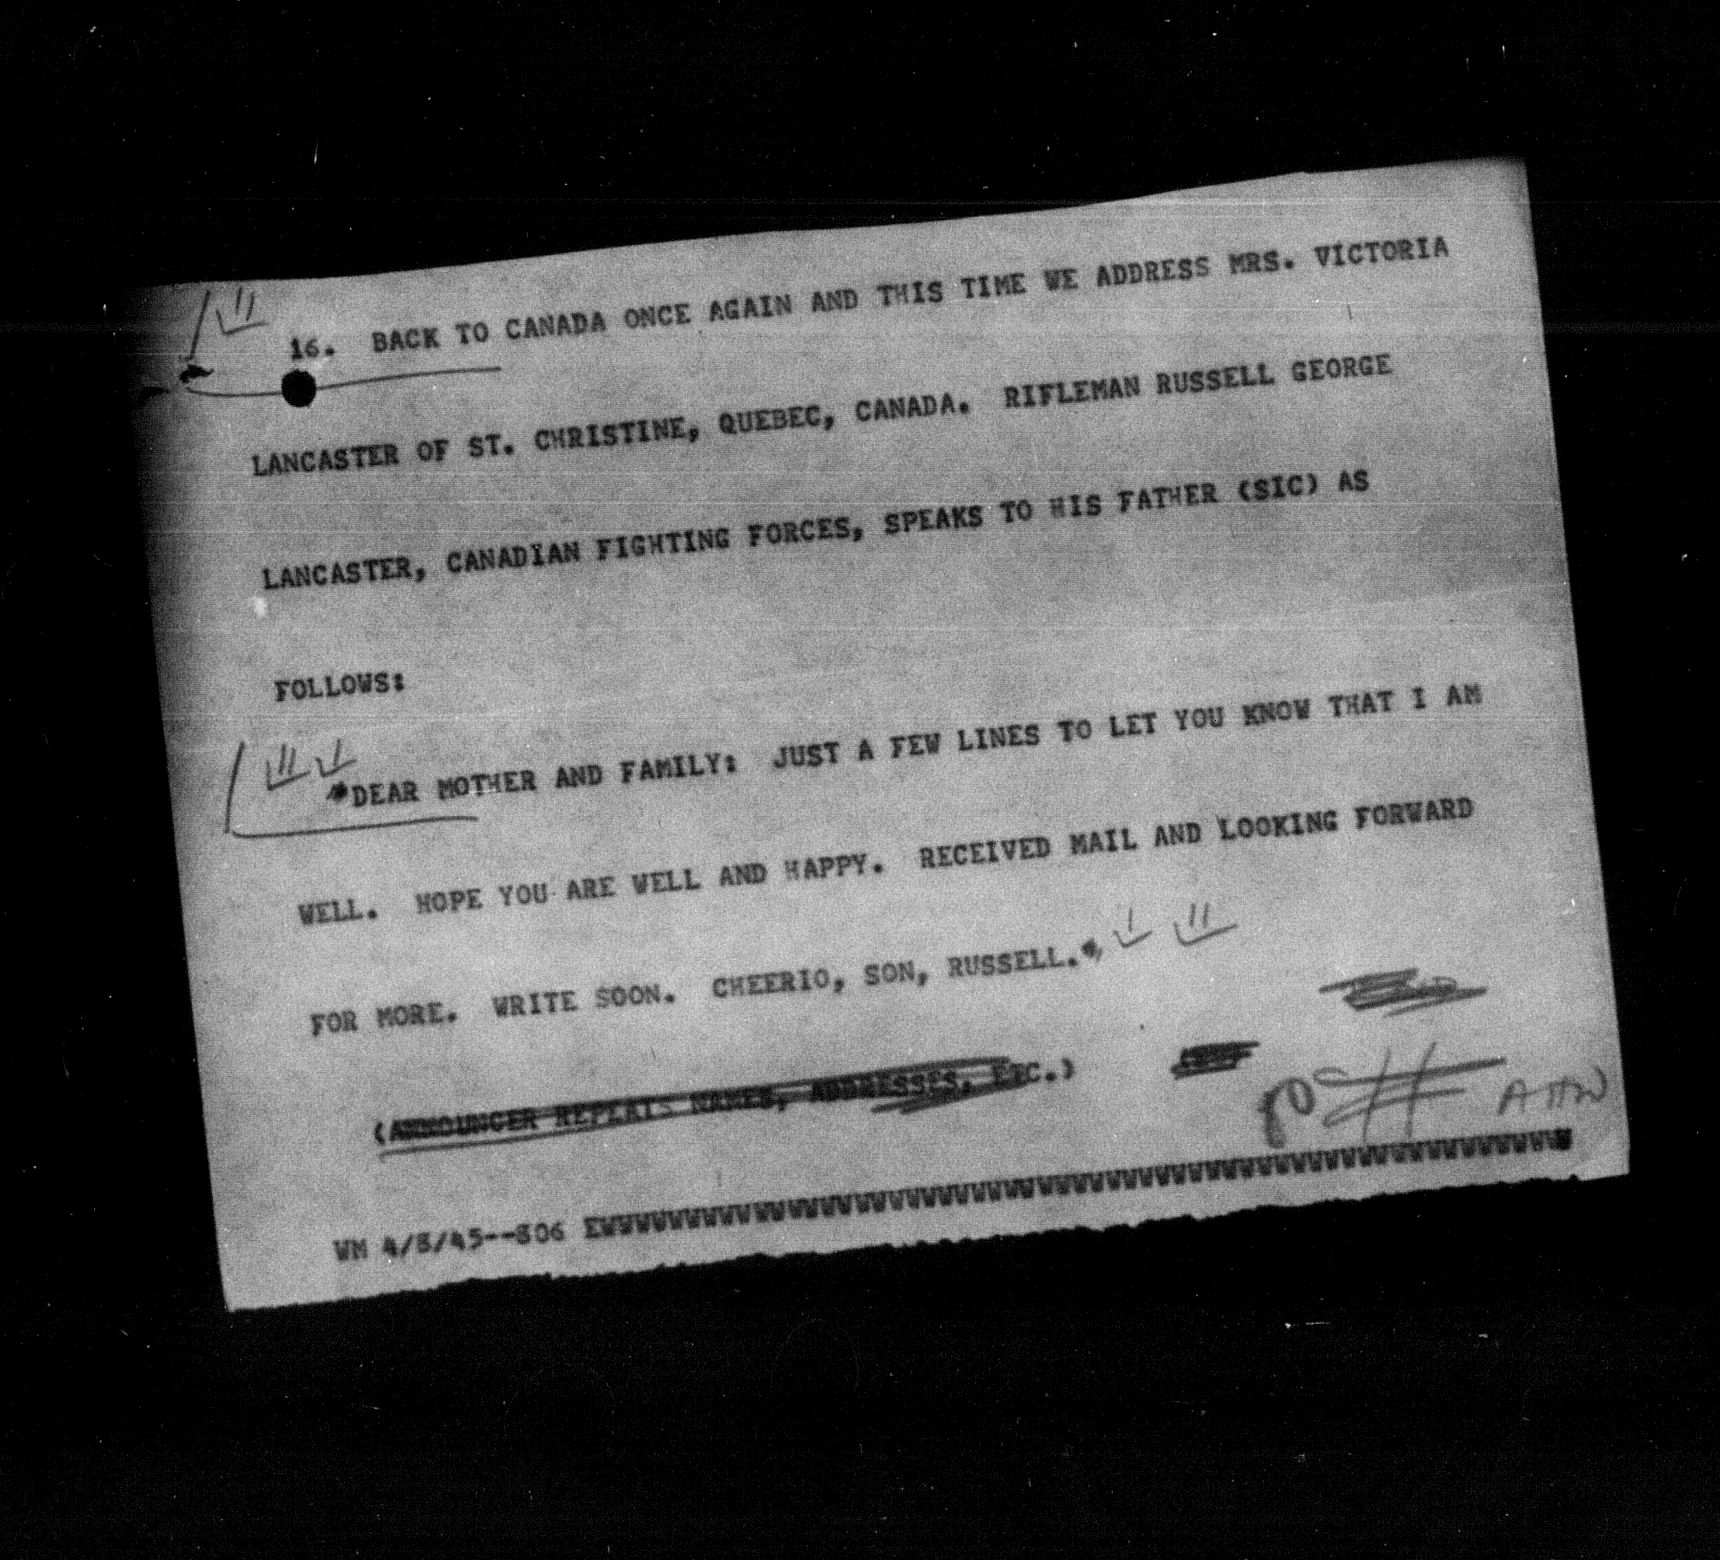 16. BACK TO CANADA ONCE AGAIN AND THIS TIME WE ADDRESS MRS. VICTORIA
LANCASTER OF ST. CHRISTINE, QUEBEC, CANADA. RIFLEMAN RUSSELL GEORGE
LANCASTER, CANADIAN FIGHTING FORCES, SPEAKS TO HIS FATHER (SIC) AS
FOLLOWS:
"DEAR MOTHER AND FAMILY: JUST A FEW LINES TO LET YOU KNOW THAT I AM
WELL. HOPE YOU ARE WELL AND HAPPY. RECEIVED MAIL AND LOOKING FORWARD
FOR MORE. WRITE SOON. CHEERIO, SON, RUSSELL."
(ANNOUNCER REPEATS NAMES, ADDRESSES, ETC.)
WM 4/8/45--806 EWWWWWWWWWWWWWWWWWWWWWWWWWWWWWWWWWWWWWWWWWWWWWWWWWWWWWWWWWW